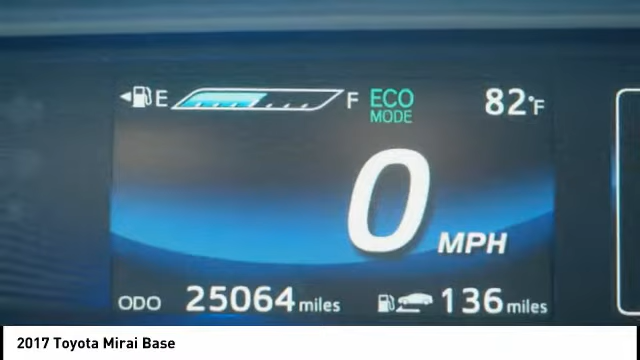 E F ECO 82°F
MODE
0 MPH
ODO 25064 miles 136 miles
2017 Toyota Mirai Base